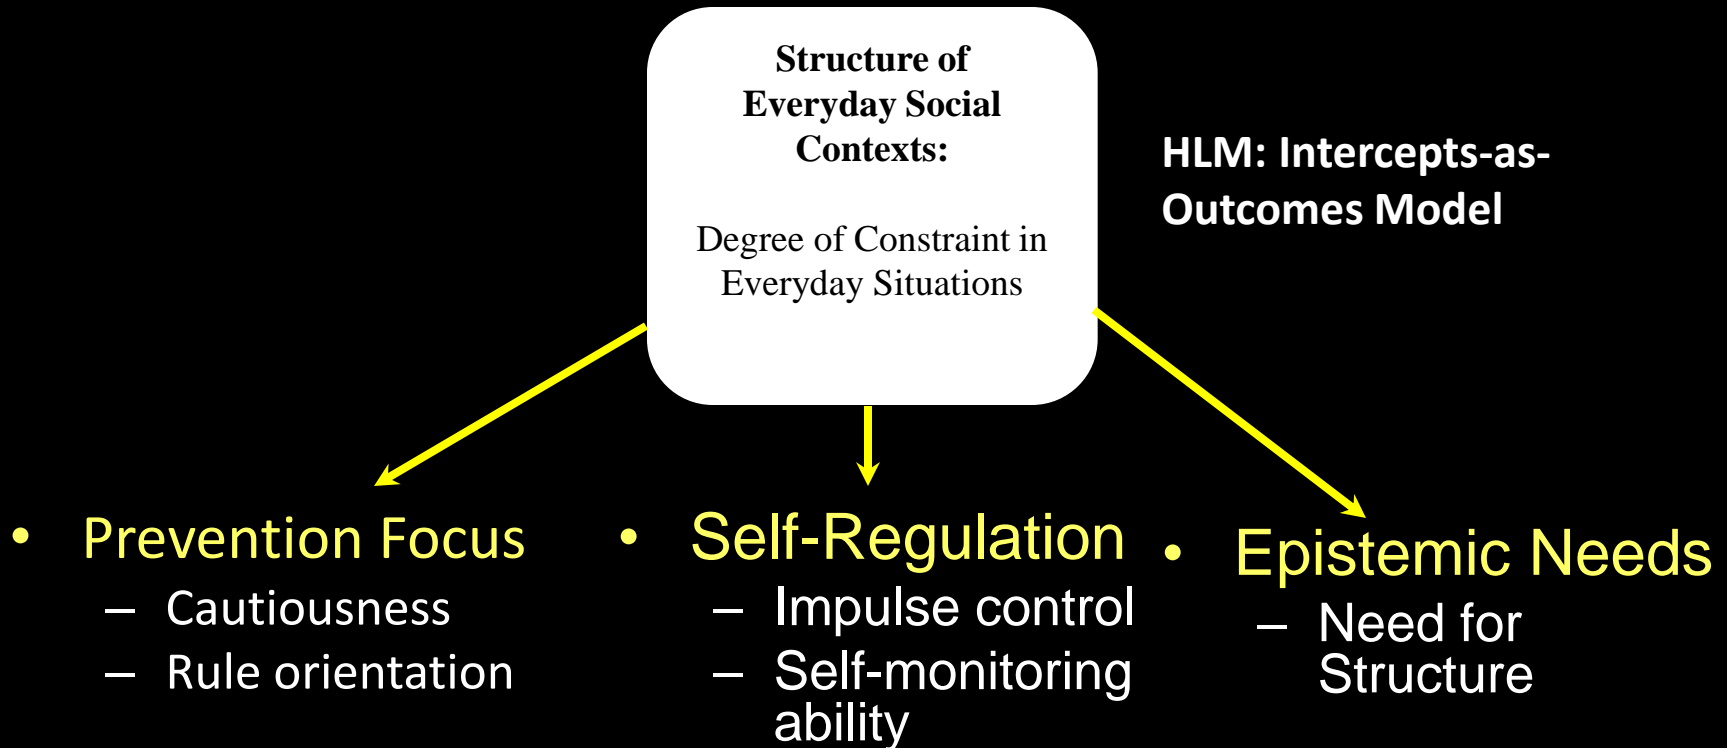 Structure of
Everyday Social
Contexts:
Degree of Constraint in
Everyday Situations
HLM: Intercepts-as-
Outcomes Model
• Prevention Focus
– Cautiousness
– Rule orientation
• Self-Regulation
– Impulse control
– Self-monitoring
ability
• Epistemic Needs
– Need for
Structure